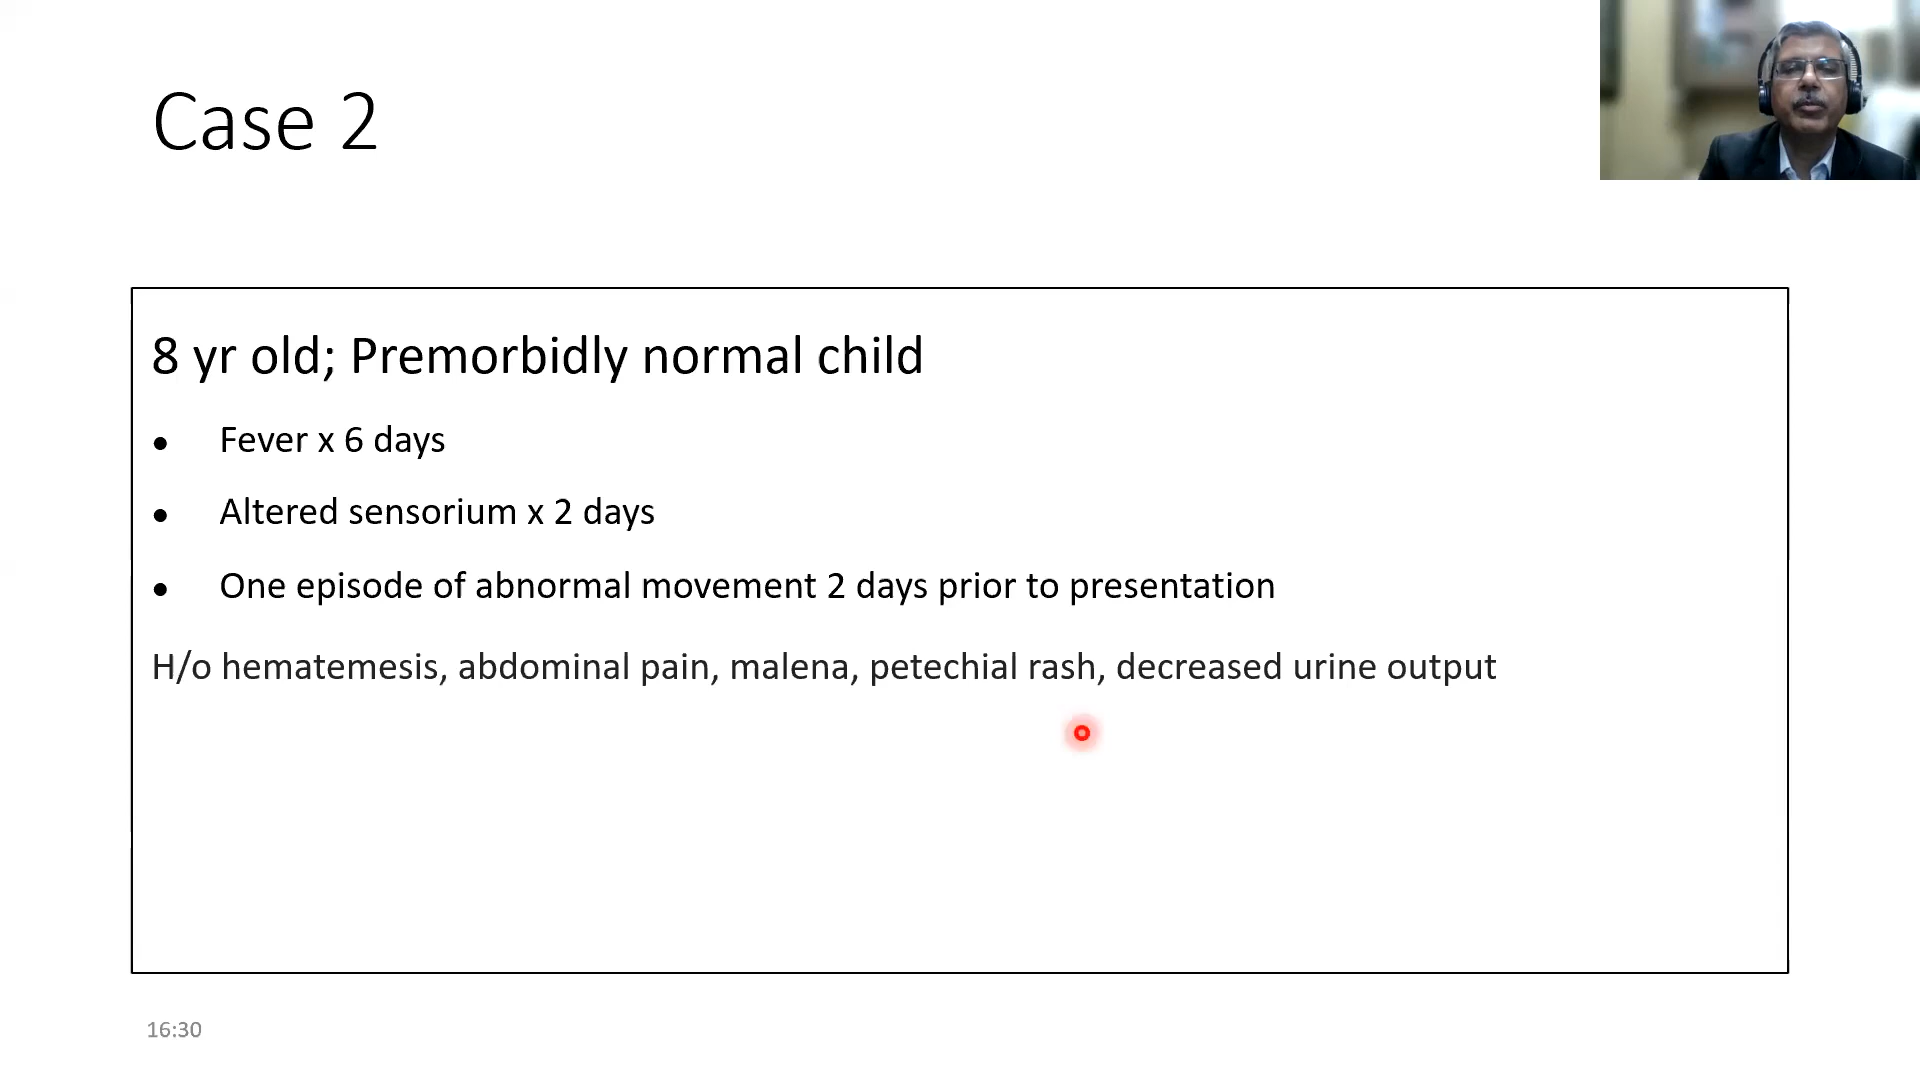 Case 2
8 yr old; Premorbidly normal child
• Fever x 6 days
• Altered sensorium x 2 days
• One episode of abnormal movement 2 days prior to presentation
H/o hematemesis, abdominal pain, malena, petechial rash, decreased urine output
16:30